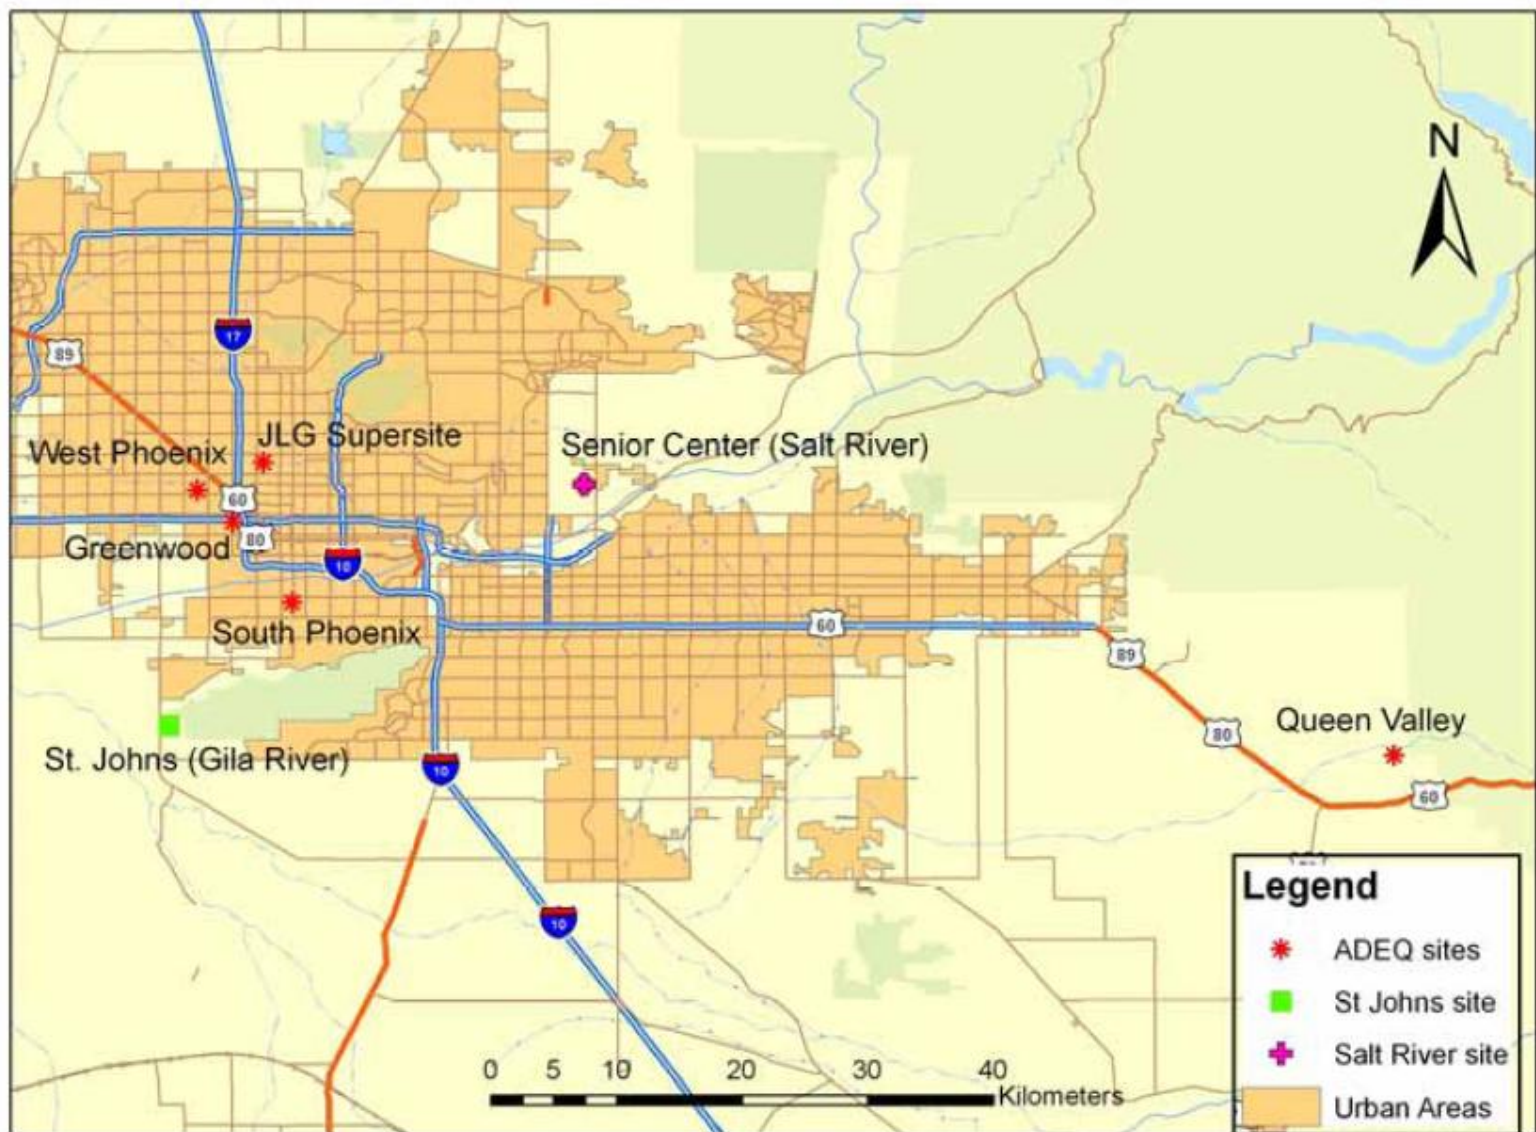 N
17
89
JLG Supersite
West Phoenix
Senior Center (Salt River)
60
80
Greenwood
10
South Phoenix
60
89
Queen Valley
80
St. Johns (Gila River)
10
60
10
Legend
ADEQ sites
St Johns site
Salt River site
Urban Areas
0 5 10 20 30 40
Kilometers